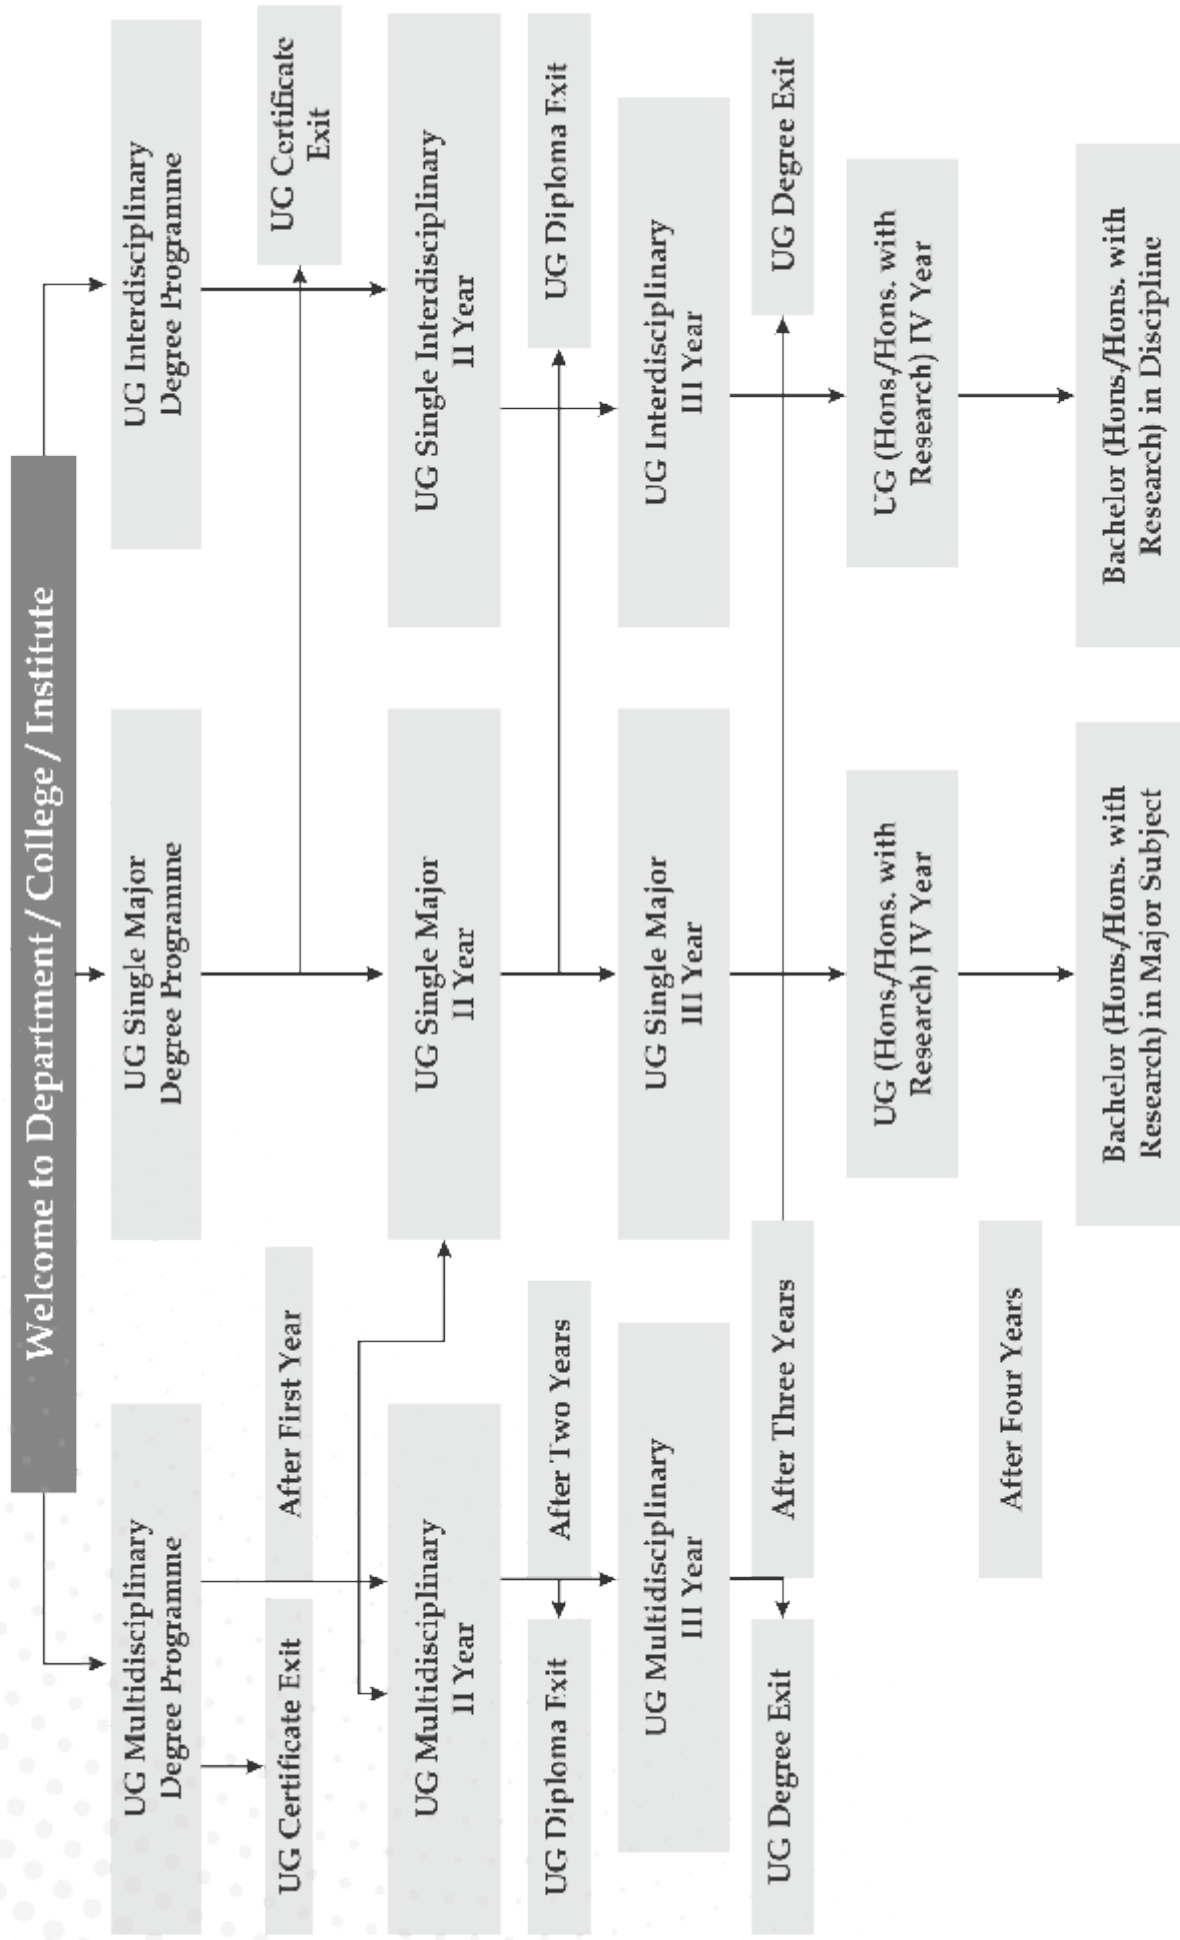 Welcome to Department / College / Institute
UG Multidisciplinary
Degree Programme
UG Single Major
Degree Programme
UG Interdisciplinary
Degree Programme
UG Certificate Exit
After First Year
UG Certificate
Exit
UG Multidisciplinary
II Year
UG Single Major
II Year
UG Single Interdisciplinary
II Year
UG Diploma Exit
After Two Years
UG Diploma Exit
UG Multidisciplinary
III Year
UG Single Major
III Year
UG Interdisciplinary
III Year
UG Degree Exit
After Three Years
UG Degree Exit
UG (Hons./Hons. with
Research) IV Year
UG (Hons./Hons. with
Research) IV Year
After Four Years
Bachelor (Hons./Hons. with
Research) in Major Subject
Bachelor (Hons./Hons. with
Research) in Discipline